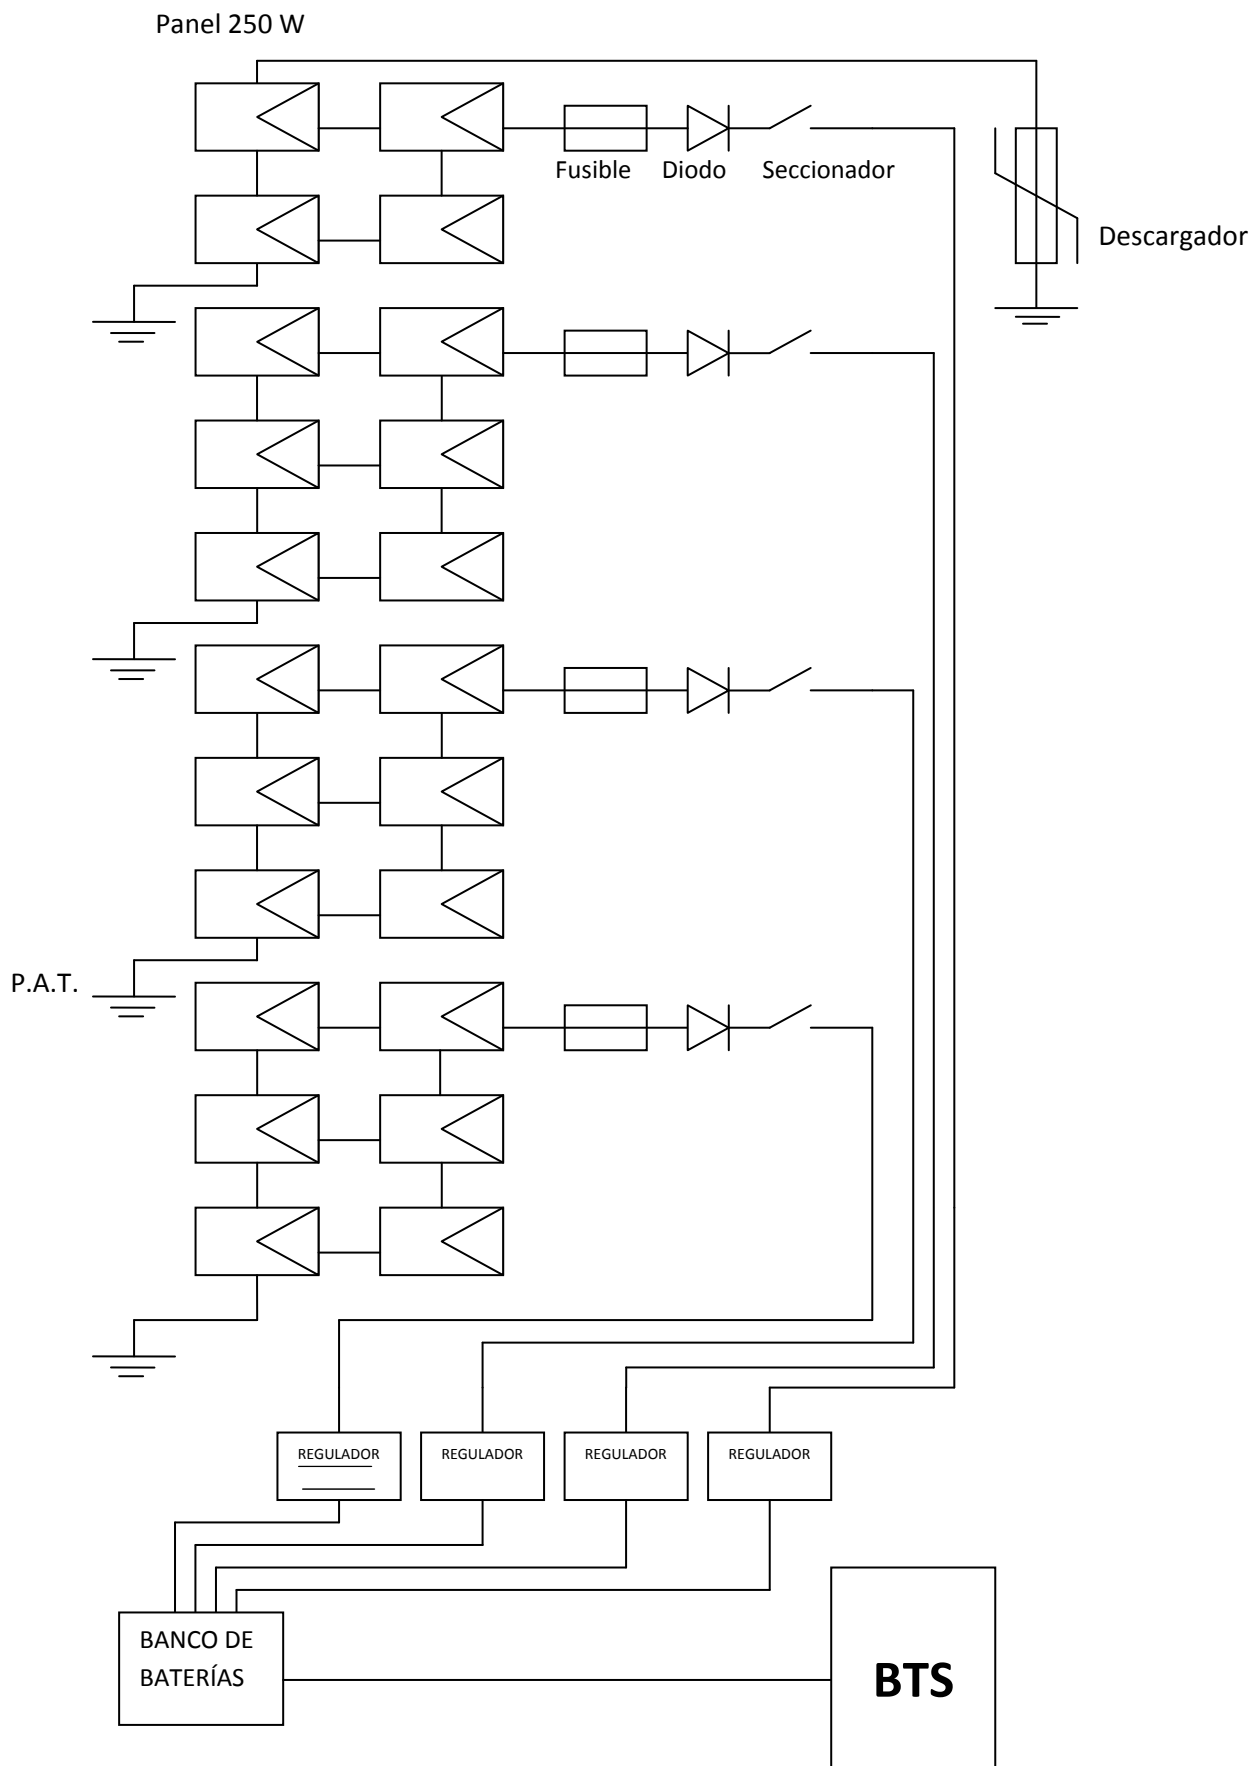 Panel 250 W
Fusible
Diodo
Seccionador
Descargador
P.A.T.
REGULADOR
REGULADOR
REGULADOR
REGULADOR
BANCO DE
BATERÍAS
BTS